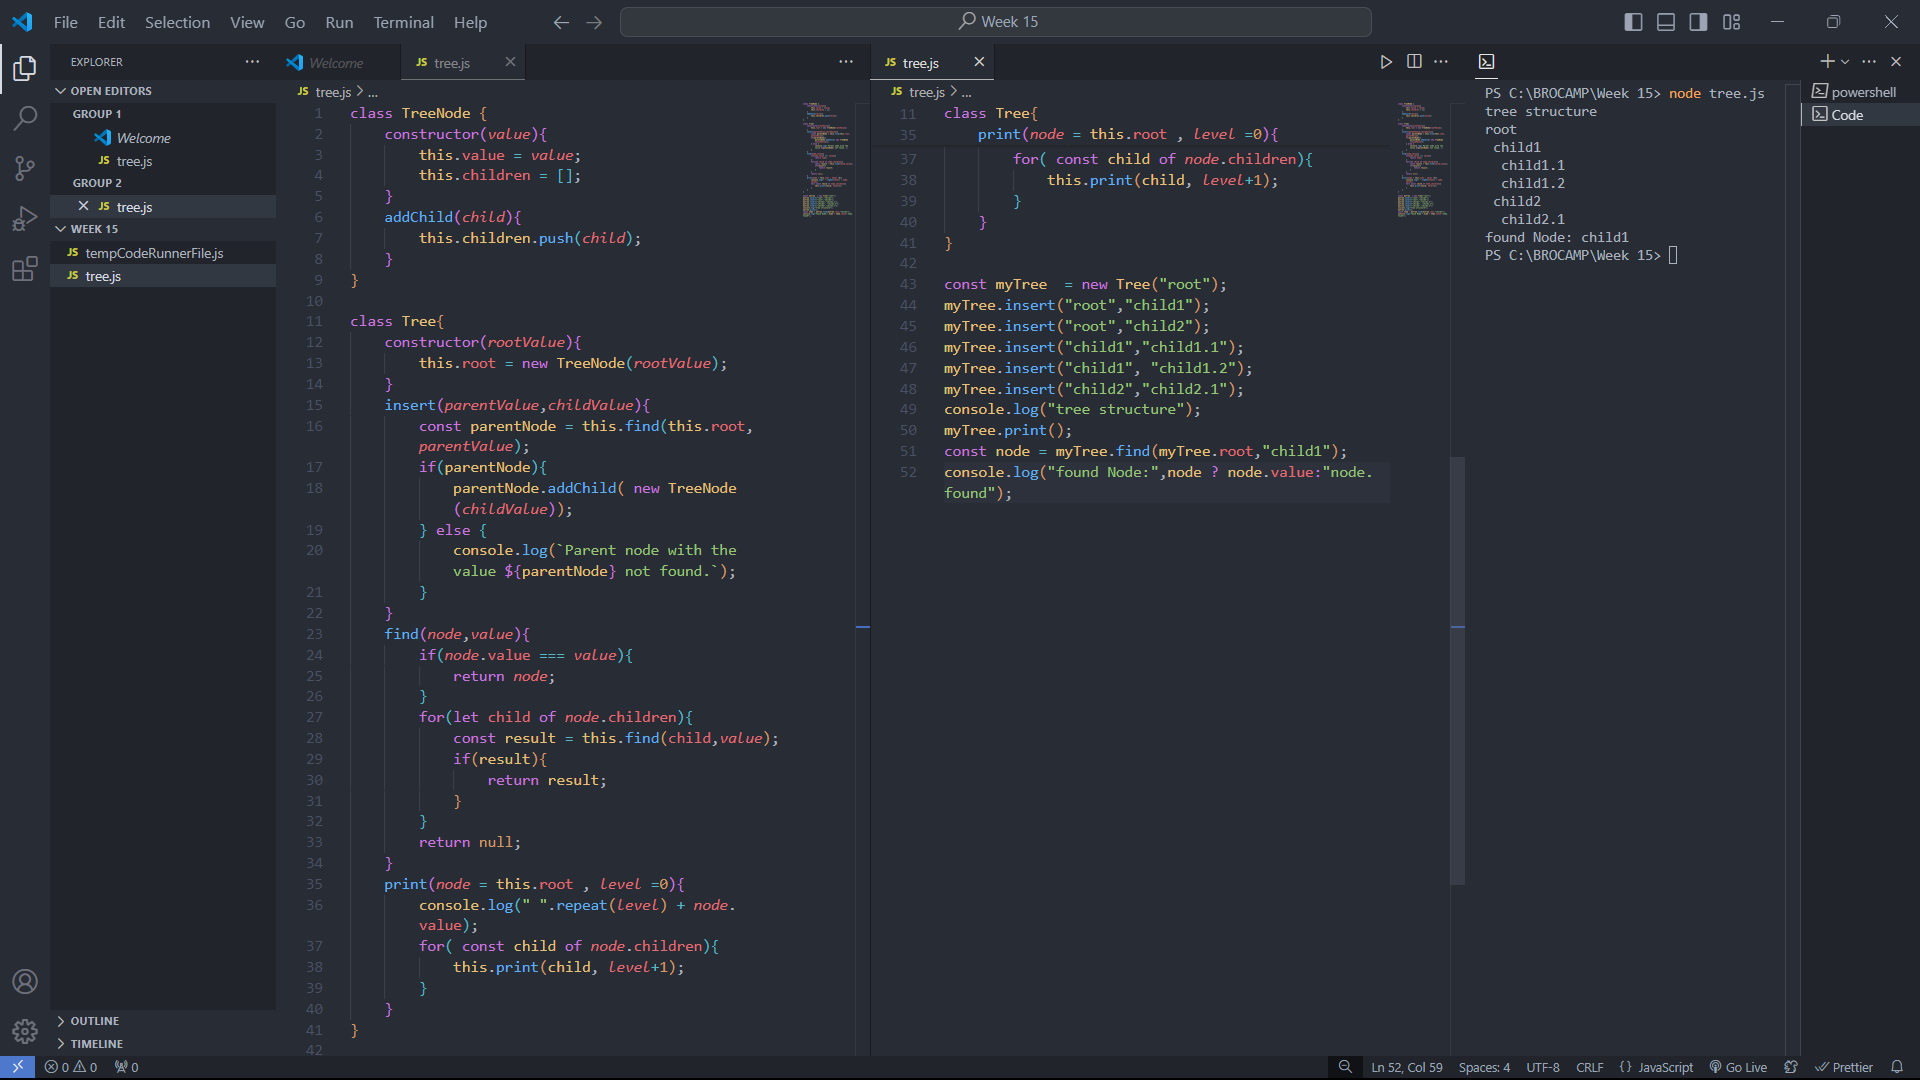 File Edit Selection View Go Run Terminal Help
Week 15
EXPLORER
OPEN EDITORS
GROUP 1
Welcome
JS tree.js
GROUP 2
JS tree.js
WEEK 15
JS tempCodeRunnerFile.js
JS tree.js
OUTLINE
TIMELINE
Welcome
JS tree.js
JS tree.js > ...
1 class TreeNode {
2 constructor(value){
3 this.value = value;
4 this.children = [];
5 }
6 addChild(child){
7 this.children.push(child);
8 }
9 }
10
11 class Tree{
12 constructor(rootValue){
13 this.root = new TreeNode(rootValue);
14 }
15 insert(parentValue,childValue){
16 const parentNode = this.find(this.root,
parentValue);
17 if(parentNode){
18 parentNode.addChild( new TreeNode
(childValue));
19 } else {
20 console.log(`Parent node with the
value ${parentNode} not found.`);
21 }
22 }
23 find(node,value){
24 if(node.value === value){
25 return node;
26 }
27 for(let child of node.children){
28 const result = this.find(child,value);
29 if(result){
30 return result;
31 }
32 }
33 return null;
34 }
35 print(node = this.root , level =0){
36 console.log(" ".repeat(level) + node.
value);
37 for( const child of node.children){
38 this.print(child, level+1);
39 }
40 }
41 }
42
JS tree.js
JS tree.js > ...
11 class Tree{
35 print(node = this.root , level =0){
37 for( const child of node.children){
38 this.print(child, level+1);
39 }
40 }
41 }
42
43 const myTree  = new Tree("root");
44 myTree.insert("root","child1");
45 myTree.insert("root","child2");
46 myTree.insert("child1","child1.1");
47 myTree.insert("child1", "child1.2");
48 myTree.insert("child2","child2.1");
49 console.log("tree structure");
50 myTree.print();
51 const node = myTree.find(myTree.root,"child1");
52 console.log("found Node:",node ? node.value:"node.
found");
PS C:\BROCAMP\Week 15> node tree.js
tree structure
root
child1
child1.1
child1.2
child2
child2.1
found Node: child1
PS C:\BROCAMP\Week 15>
powershell
Code
0 0 0
Ln 52, Col 59 Spaces: 4 UTF-8 CRLF {} JavaScript Go Live Prettier